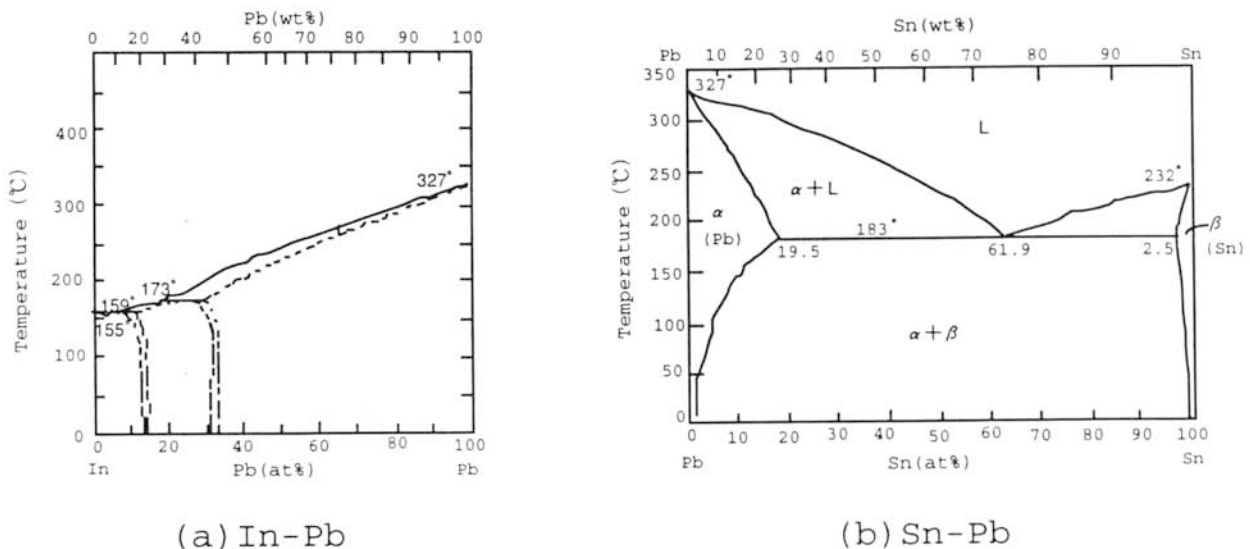 Pb(wt%)
0 10 20 30 40 50 60 70 80 90 100
400
300
200
100
0
Temperature (℃)
327°
173°
159°
155°
0 20 40 60 80 100
In Pb(at%) Pb
(a) In-Pb
Sn(wt%)
Pb 10 20 30 40 50 60 70 80 90 Sn
350
300
250
200
150
100
50
0
Temperature (℃)
327°
L
232°
α+L
α
(Pb)
183°
β
(Sn)
19.5 61.9 2.5
α+β
0 10 20 30 40 50 60 70 80 90 100
Pb Sn(at%) Sn
(b) Sn-Pb